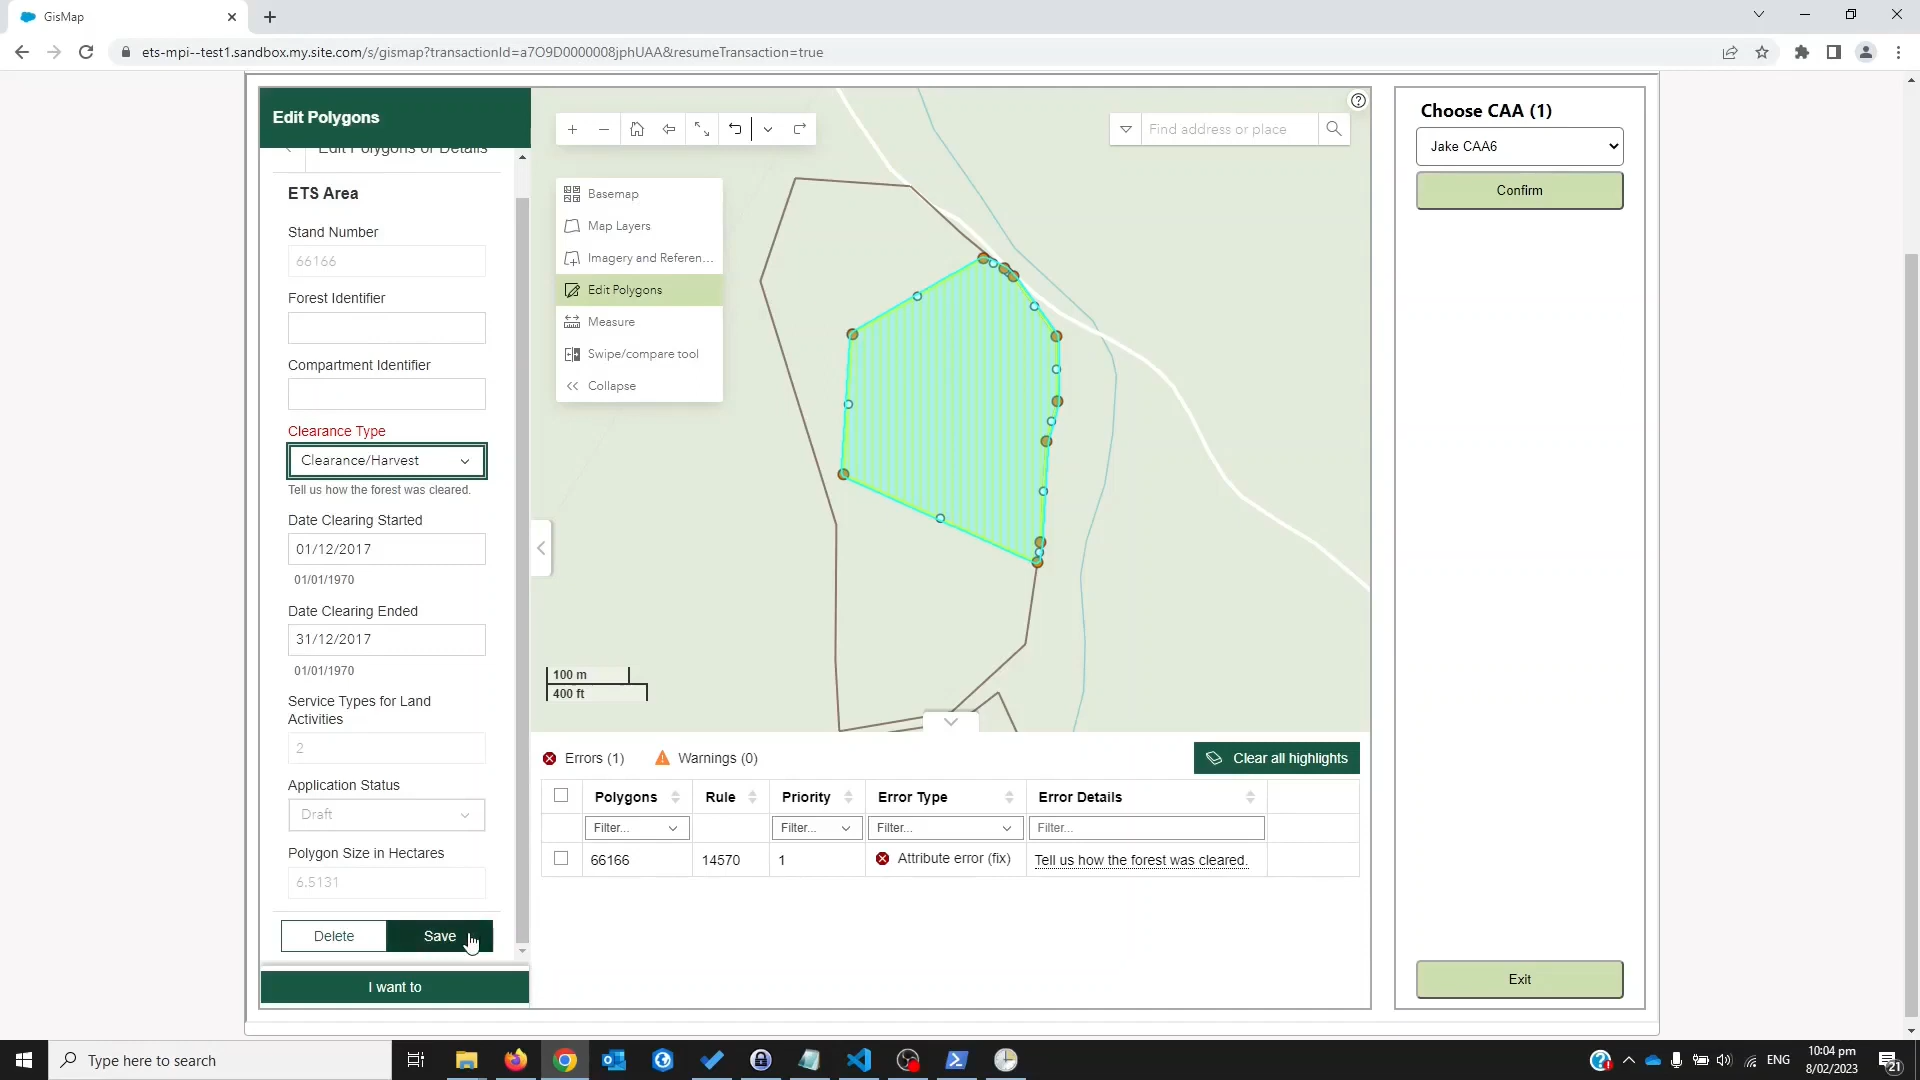 GisMap
ets-mpi--test1.sandbox.my.site.com/s/gismap?transactionId=a7O9D0000008jphUAA&resumeTransaction=true
Edit Polygons
Edit Polygons or Details
ETS Area
Stand Number
66166
Forest Identifier
Compartment Identifier
Clearance Type
Clearance/Harvest
Tell us how the forest was cleared.
Date Clearing Started
01/12/2017
01/01/1970
Date Clearing Ended
31/12/2017
01/01/1970
Service Types for Land
Activities
2
Application Status
Draft
Polygon Size in Hectares
6.5131
Delete
Save
I want to
Find address or place
Basemap
Map Layers
Imagery and Referen...
Edit Polygons
Measure
Swipe/compare tool
Collapse
100 m
400 ft
Errors (1)
Warnings (0)
Clear all highlights
Polygons
Rule
Priority
Error Type
Error Details
Filter...
Filter...
Filter...
Filter...
66166
14570
1
Attribute error (fix)
Tell us how the forest was cleared.
Choose CAA (1)
Jake CAA6
Confirm
Exit
Type here to search
ENG
10:04 pm
8/02/2023
21